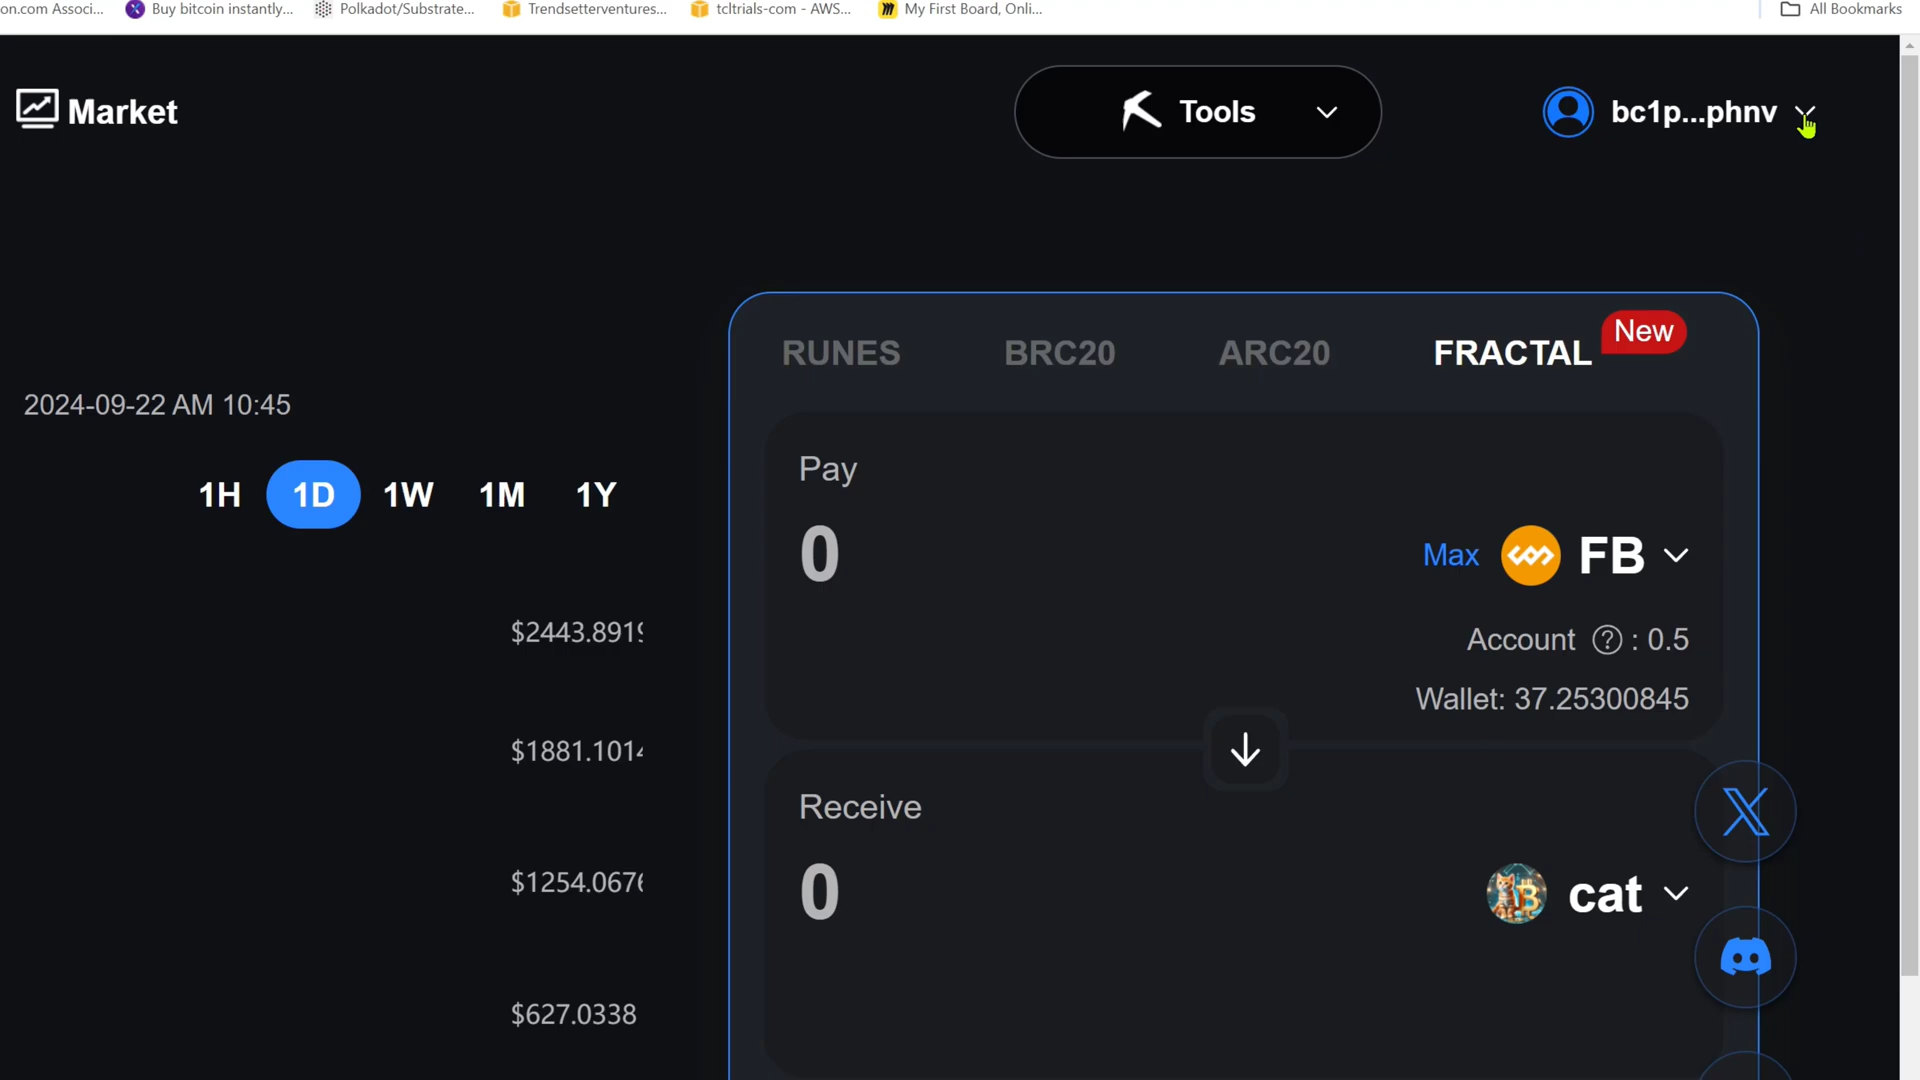 on.com Associ...
Buy bitcoin instantly...
Polkadot/Substrate...
Trendsetterventures...
tcltrials-com - AWS...
My First Board, Onli...
All Bookmarks
Market
Tools
bc1p...phnv
RUNES
BRC20
ARC20
FRACTAL
New
2024-09-22 AM 10:45
Pay
1H
1D
1W
1M
1Y
0
Max
FB
$2443.891
Account ? : 0.5
Wallet: 37.25300845
$1881.101
Receive
$1254.067
0
cat
$627.0338